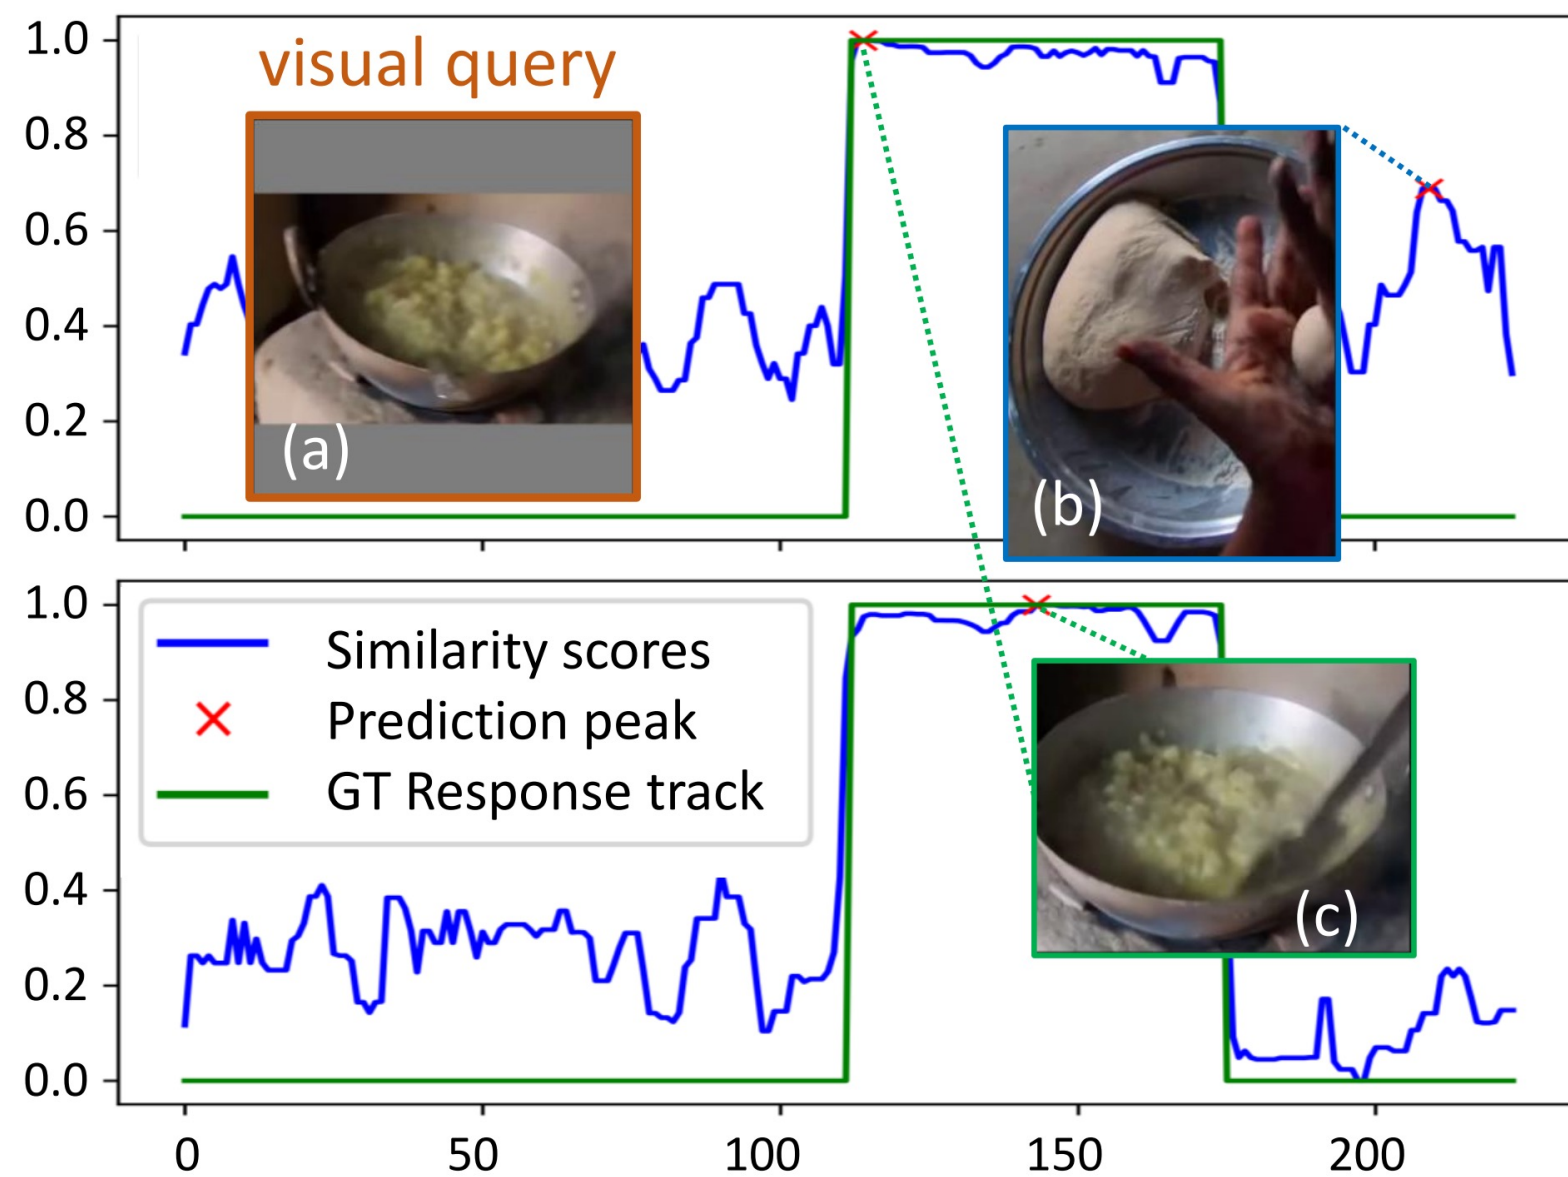 visual query
1.0
0.8
0.6
0.4
0.2
0.0
(a)
(b)
1.0
0.8
0.6
0.4
0.2
0.0
Similarity scores
Prediction peak
GT Response track
(c)
0 50 100 150 200